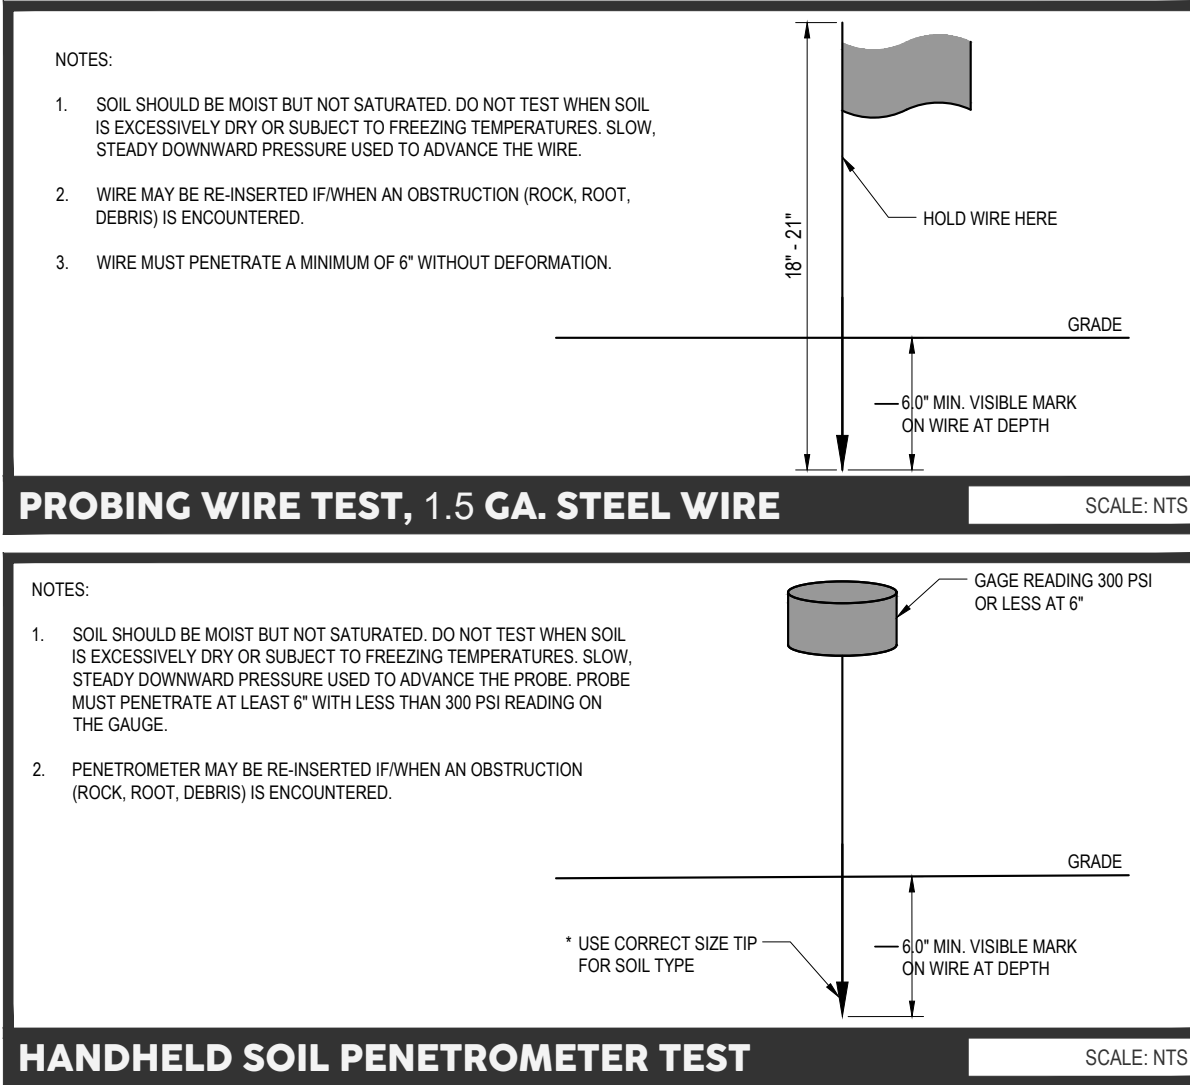 NOTES:
1. SOIL SHOULD BE MOIST BUT NOT SATURATED. DO NOT TEST WHEN SOIL
IS EXCESSIVELY DRY OR SUBJECT TO FREEZING TEMPERATURES. SLOW,
STEADY DOWNWARD PRESSURE USED TO ADVANCE THE WIRE.
2. WIRE MAY BE RE-INSERTED IF/WHEN AN OBSTRUCTION (ROCK, ROOT,
DEBRIS) IS ENCOUNTERED.
3. WIRE MUST PENETRATE A MINIMUM OF 6" WITHOUT DEFORMATION.
18" - 21"
HOLD WIRE HERE
GRADE
6.0" MIN. VISIBLE MARK
ON WIRE AT DEPTH
PROBING WIRE TEST, 1.5 GA. STEEL WIRE
SCALE: NTS
NOTES:
1. SOIL SHOULD BE MOIST BUT NOT SATURATED. DO NOT TEST WHEN SOIL
IS EXCESSIVELY DRY OR SUBJECT TO FREEZING TEMPERATURES. SLOW,
STEADY DOWNWARD PRESSURE USED TO ADVANCE THE PROBE. PROBE
MUST PENETRATE AT LEAST 6" WITH LESS THAN 300 PSI READING ON
THE GAUGE.
2. PENETROMETER MAY BE RE-INSERTED IF/WHEN AN OBSTRUCTION
(ROCK, ROOT, DEBRIS) IS ENCOUNTERED.
GAGE READING 300 PSI
OR LESS AT 6"
GRADE
* USE CORRECT SIZE TIP
FOR SOIL TYPE
6.0" MIN. VISIBLE MARK
ON WIRE AT DEPTH
HANDHELD SOIL PENETROMETER TEST
SCALE: NTS